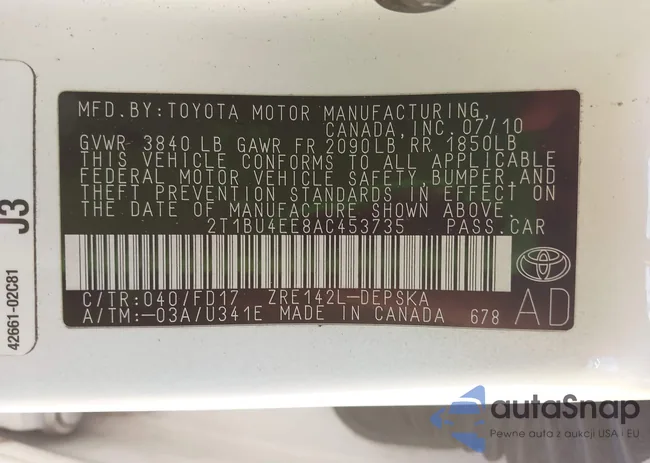 MFD.BY:TOYOTA MOTOR MANUFACTURING,
CANADA,INC.07/10
GVWR 3840 LB GAWR FR 2090LB RR 1850LB
THIS VEHICLE CONFORMS TO ALL APPLICABLE
FEDERAL MOTOR VEHICLE SAFETY,BUMPER,AND
THEFT PREVENTION STANDARDS IN EFFECT ON
THE DATE OF MANUFACTURE SHOWN ABOVE.
2T1BU4EE8AC453735 PASS.CAR
C/TR:040/FD17 ZRE142L-DEPSKA
A/TM:-03A/U341E MADE IN CANADA 678
AD
J3
42661-02C81
autaSnap
Pewne auta z aukcji USA i EU